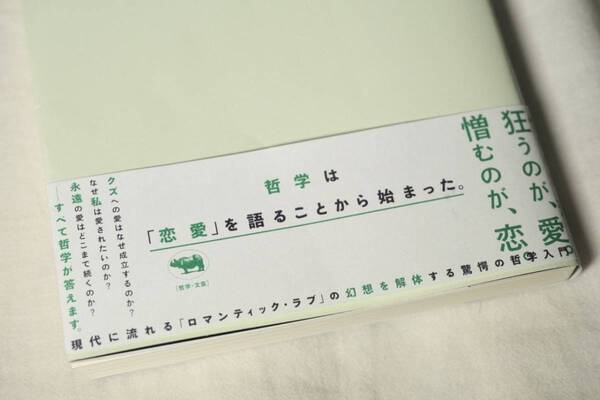 狂うのが、愛
憎むのが、恋
哲学は
「恋愛」を語ることから始まった。
クズへの愛はなぜ成立するのか？
なぜ私は愛されたいのか？
永遠の愛はどこまで続くのか？
──すべて哲学が答えます。
[哲学・文芸]
現代に流れる「ロマンティック・ラブ」の幻想を解体する驚愕の哲学入門